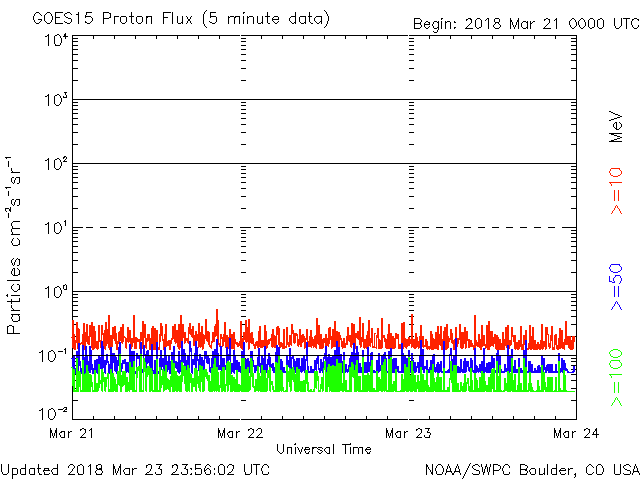 GOES15 Proton Flux (5 minute data)
Begin: 2018 Mar 21 0000 UTC
10⁴
10³
10²
10¹
10⁰
10⁻¹
10⁻²
Particles cm⁻²s⁻¹sr⁻¹
MeV
>=10
>=50
>=100
Mar 21
Mar 22
Mar 23
Mar 24
Universal Time
Updated 2018 Mar 23 23:56:02 UTC
NOAA/SWPC Boulder, CO USA